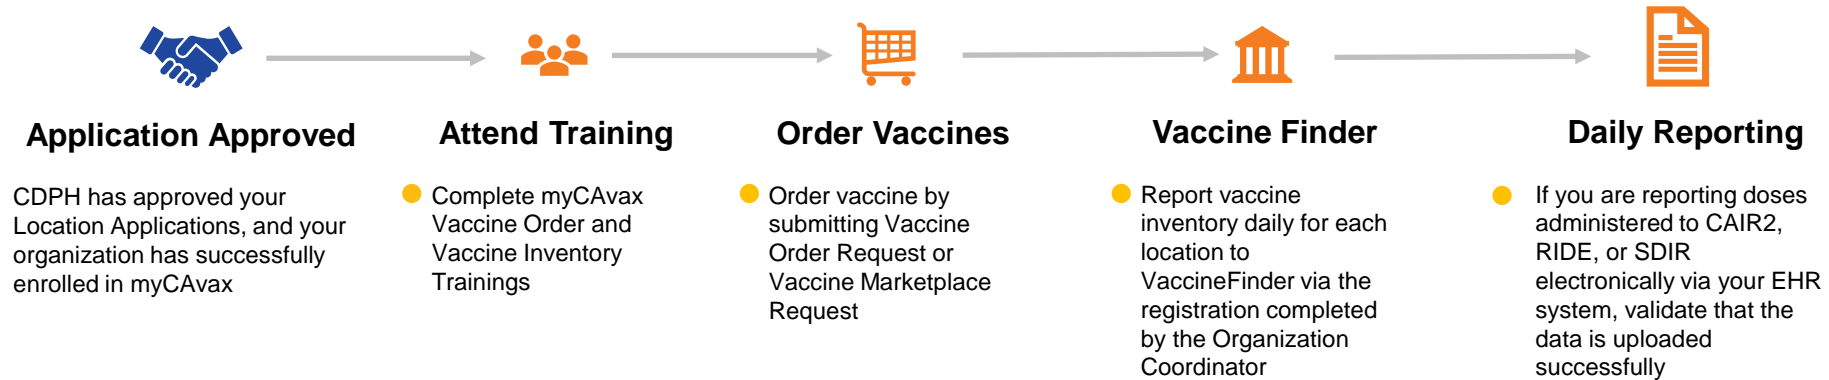 Application Approved
CDPH has approved your
Location Applications, and your
organization has successfully
enrolled in myCAvax
Attend Training
Complete myCAvax
Vaccine Order and
Vaccine Inventory
Trainings
Order Vaccines
Order vaccine by
submitting Vaccine
Order Request or
Vaccine Marketplace
Request
Vaccine Finder
Report vaccine
inventory daily for each
location to
VaccineFinder via the
registration completed
by the Organization
Coordinator
Daily Reporting
If you are reporting doses
administered to CAIR2,
RIDE, or SDIR
electronically via your EHR
system, validate that the
data is uploaded
successfully